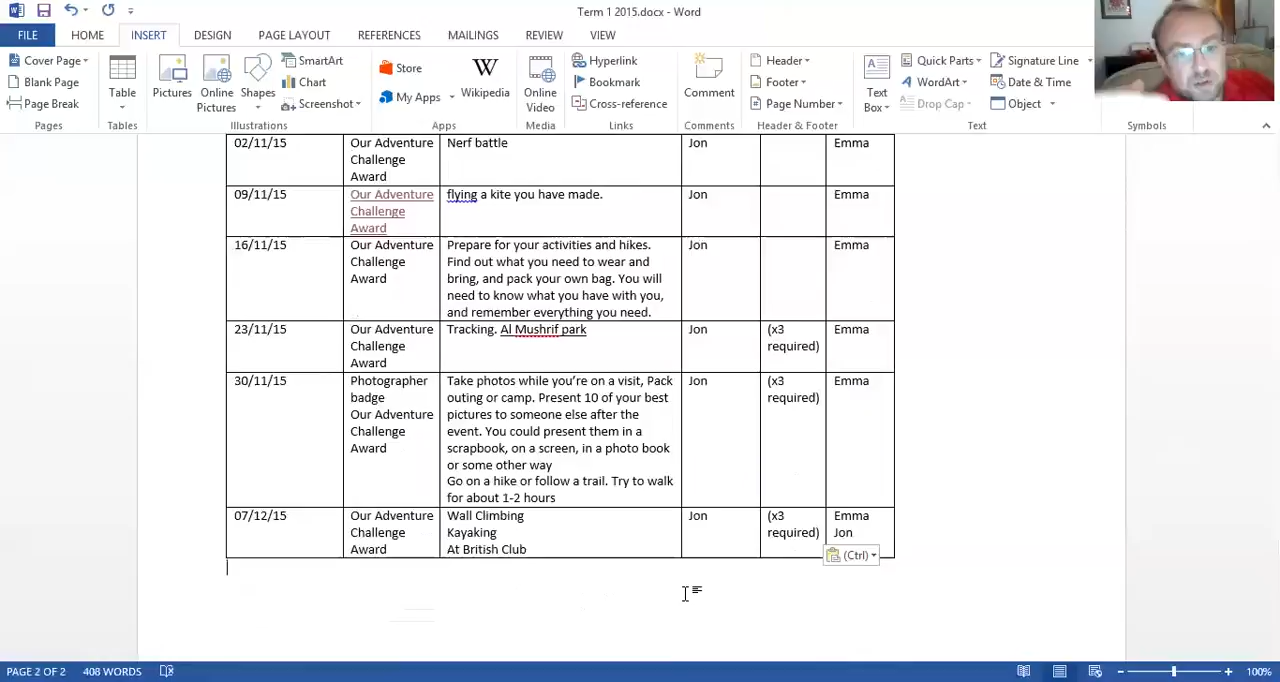 Term 1 2015.docx - Word
FILE HOME INSERT DESIGN PAGE LAYOUT REFERENCES MAILINGS REVIEW VIEW
Cover Page
Blank Page
Page Break
Pages
Table
Tables
Pictures
Online Pictures
Shapes
SmartArt
Chart
Screenshot
Illustrations
Store
My Apps
Wikipedia
Apps
Online Video
Media
Hyperlink
Bookmark
Cross-reference
Links
Comment
Comments
Header
Footer
Page Number
Header & Footer
Text Box
Quick Parts
WordArt
Drop Cap
Signature Line
Date & Time
Object
Text
Symbols
02/11/15
Our Adventure
Challenge
Award
Nerf battle
Jon
Emma
09/11/15
Our Adventure
Challenge
Award
flying a kite you have made.
Jon
Emma
16/11/15
Our Adventure
Challenge
Award
Prepare for your activities and hikes.
Find out what you need to wear and
bring, and pack your own bag. You will
need to know what you have with you,
and remember everything you need.
Jon
Emma
23/11/15
Our Adventure
Challenge
Award
Tracking. Al Mushrif park
Jon
(x3
required)
Emma
30/11/15
Photographer
badge
Our Adventure
Challenge
Award
Take photos while you’re on a visit, Pack
outing or camp. Present 10 of your best
pictures to someone else after the
event. You could present them in a
scrapbook, on a screen, in a photo book
or some other way
Go on a hike or follow a trail. Try to walk
for about 1-2 hours
Jon
(x3
required)
Emma
07/12/15
Our Adventure
Challenge
Award
Wall Climbing
Kayaking
At British Club
Jon
(x3
required)
Emma
Jon
(Ctrl)
PAGE 2 OF 2 408 WORDS
100%